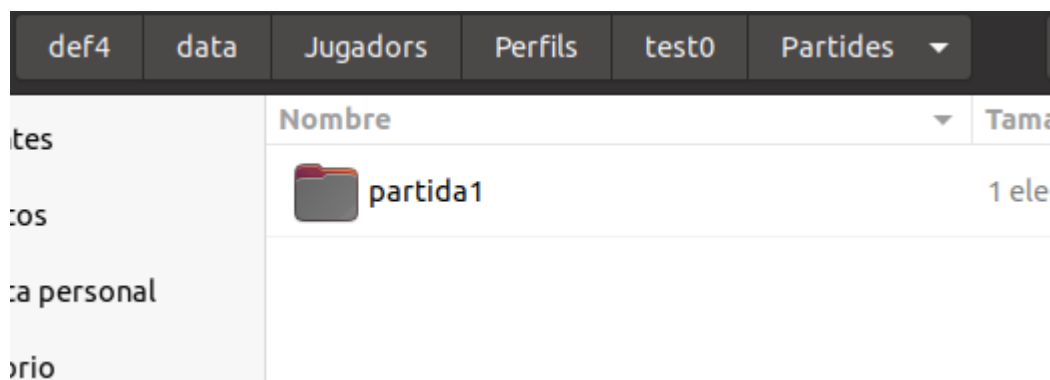 def4 data Jugadors Perfils test0 Partides
Nombre Tama
tes
partida1 1 ele
tos
ta personal
orio